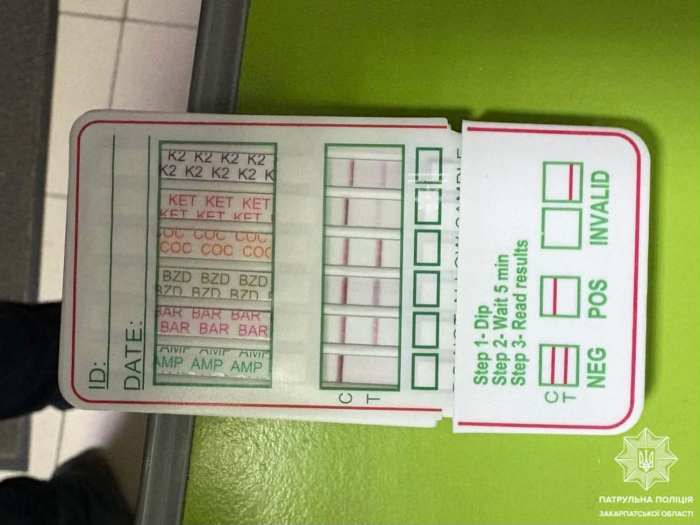 ID:
DATE:
K2 K2 K2 K2
K2 K2 K2 K
KET KET KET
KET KET KET
COC COC COC
COC COC COC
BZD BZD BZD
BZD BZD BZD
BAR BAR BAR
BAR BAR BAR
AMP AMP AMP
AMP AMP AMP
C
T
Step 1- Dip
Step 2- Wait 5 min
Step 3- Read results
C
T
NEG POS INVALID
ПАТРУЛЬНА ПОЛІЦІЯ
ЗАКАРПАТСЬКОЇ ОБЛАСТІ